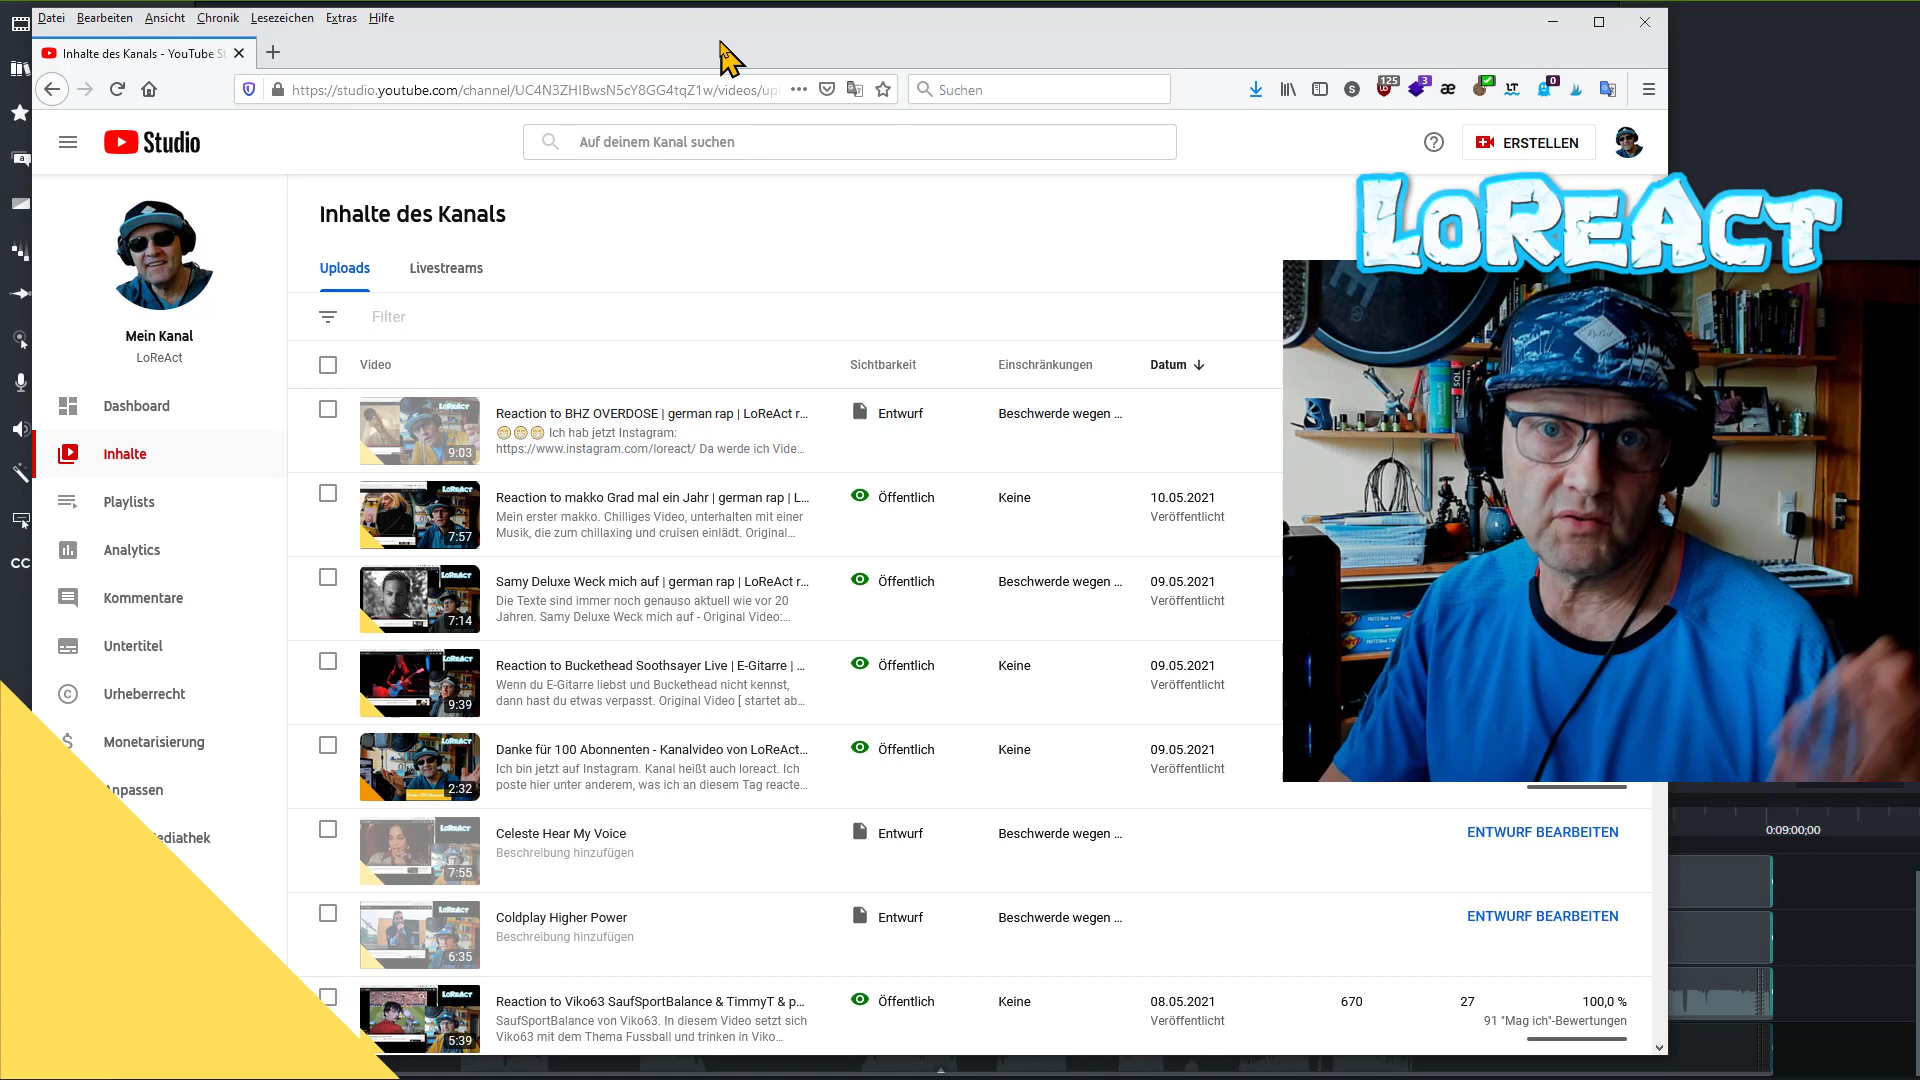 Datei Bearbeiten Ansicht Chronik Lesezeichen Extras Hilfe
Inhalte des Kanals - YouTube St
https://studio.youtube.com/channel/UC4N3ZHIBwsN5cY8GG4tqZ1w/videos/upl
Suchen
125
3
0
Studio
Auf deinem Kanal suchen
ERSTELLEN
LOREACT
Mein Kanal
LoReAct
Dashboard
Inhalte
Playlists
Analytics
Kommentare
Untertitel
Urheberrecht
Monetarisierung
Anpassen
ediathek
CC
Inhalte des Kanals
Uploads Livestreams
Filter
Video Sichtbarkeit Einschränkungen Datum
Reaction to BHZ OVERDOSE | german rap | LoReAct r... Entwurf Beschwerde wegen ...
Ich hab jetzt Instagram:
https://www.instagram.com/loreact/ Da werde ich Vide...
9:03
Reaction to makko Grad mal ein Jahr | german rap | L... Öffentlich Keine 10.05.2021
Mein erster makko. Chilliges Video, unterhalten mit einer Veröffentlicht
Musik, die zum chillaxing und cruisen einlädt. Original...
7:57
Samy Deluxe Weck mich auf | german rap | LoReAct r... Öffentlich Beschwerde wegen ... 09.05.2021
Die Texte sind immer noch genauso aktuell wie vor 20 Veröffentlicht
Jahren. Samy Deluxe Weck mich auf - Original Video:...
7:14
Reaction to Buckethead Soothsayer Live | E-Gitarre | ... Öffentlich Keine 09.05.2021
Wenn du E-Gitarre liebst und Buckethead nicht kennst, Veröffentlicht
dann hast du etwas verpasst. Original Video [ startet ab...
9:39
Danke für 100 Abonnenten - Kanalvideo von LoReAct... Öffentlich Keine 09.05.2021
Ich bin jetzt auf Instagram. Kanal heißt auch loreact. Ich Veröffentlicht
poste hier unter anderem, was ich an diesem Tag reacte...
2:32
Celeste Hear My Voice Entwurf Beschwerde wegen ... ENTWURF BEARBEITEN
Beschreibung hinzufügen
7:55
Coldplay Higher Power Entwurf Beschwerde wegen ... ENTWURF BEARBEITEN
Beschreibung hinzufügen
6:35
Reaction to Viko63 SaufSportBalance & TimmyT & p... Öffentlich Keine 08.05.2021 670 27 100,0 %
SaufSportBalance von Viko63. In diesem Video setzt sich Veröffentlicht 91 "Mag ich"-Bewertungen
Viko63 mit dem Thema Fussball und trinken in Viko...
5:39
0:09:00;00